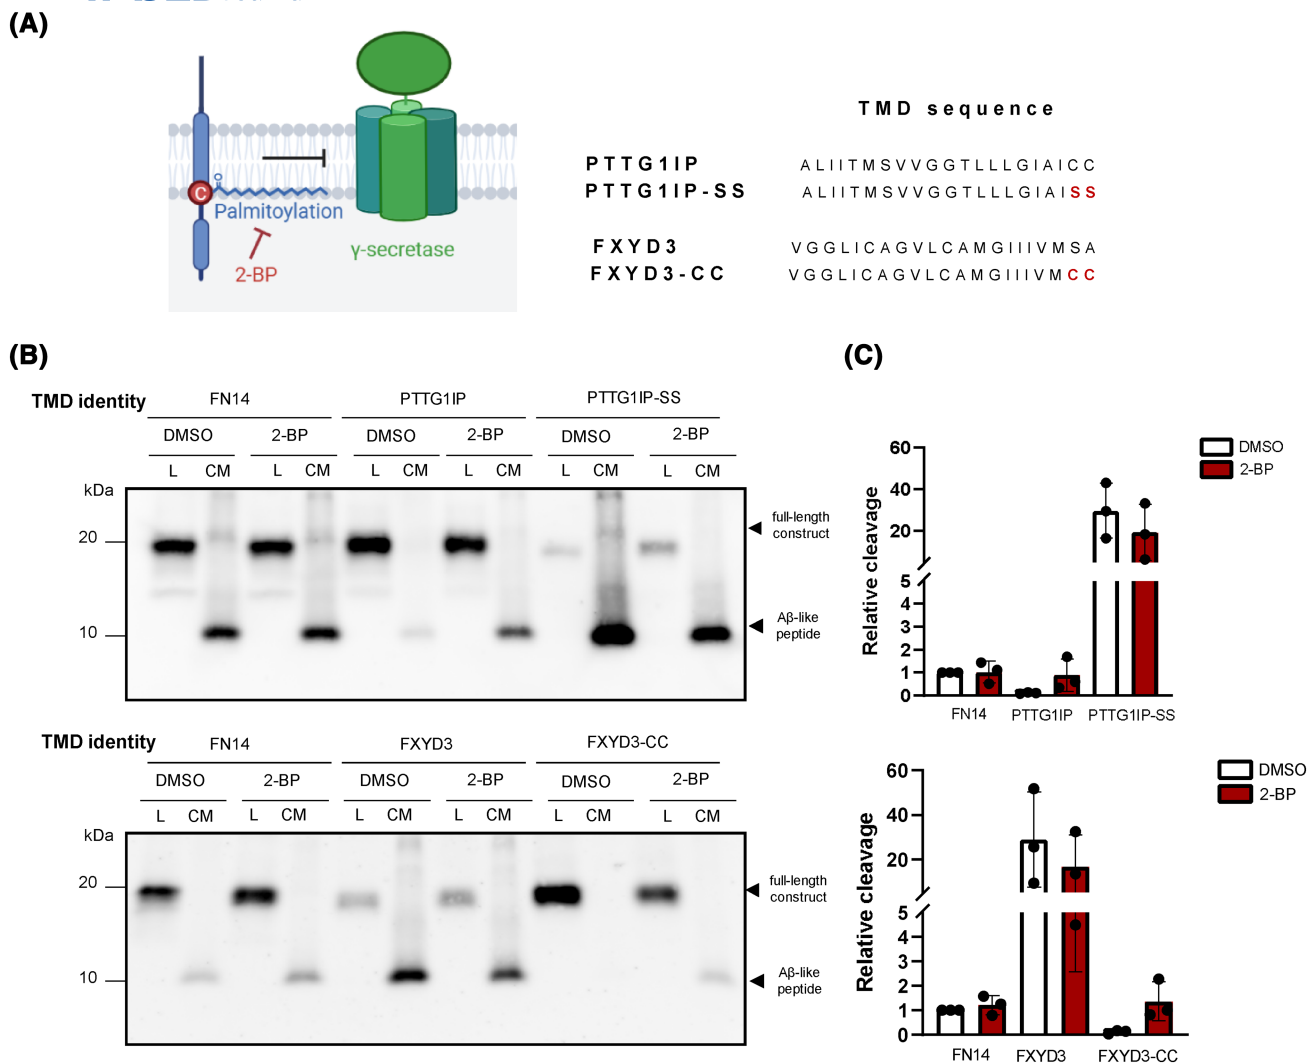 (A)
C
Palmitoylation
2-BP
γ-secretase
TMD sequence
PTTG1IP ALIITMSVVGGTLLLGIAICC
PTTG1IP-SS ALIITMSVVGGTLLLGIAISS
FXYD3 VGGLICAGVLCAMGIIIVMSA
FXYD3-CC VGGLICAGVLCAMGIIIVMCC
(B)
TMD identity FN14 PTTG1IP PTTG1IP-SS
DMSO 2-BP DMSO 2-BP DMSO 2-BP
L CM L CM L CM L CM L CM L CM
kDa
20
10
full-length
construct
Aβ-like
peptide
TMD identity FN14 FXYD3 FXYD3-CC
DMSO 2-BP DMSO 2-BP DMSO 2-BP
L CM L CM L CM L CM L CM L CM
kDa
20
10
full-length
construct
Aβ-like
peptide
(C)
Relative cleavage
60
40
20
5
4
3
2
1
0
FN14 PTTG1IP PTTG1IP-SS
DMSO
2-BP
Relative cleavage
60
40
20
5
4
3
2
1
0
FN14 FXYD3 FXYD3-CC
DMSO
2-BP